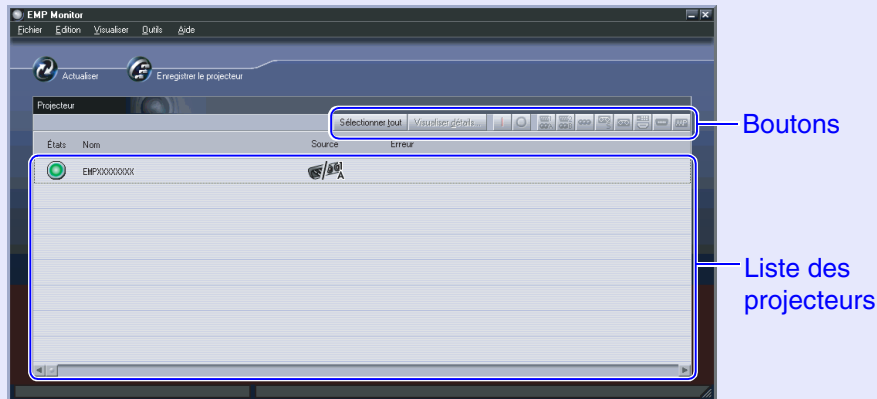 EMP Monitor
Fichier Edition Visualiser Outils Aide
Actualiser Enregistrer le projecteur
Projecteur
Sélectionner tout Visualiser détails...
Boutons
États Nom Source Erreur
EMPXXXXXXXX
A
Liste des
projecteurs